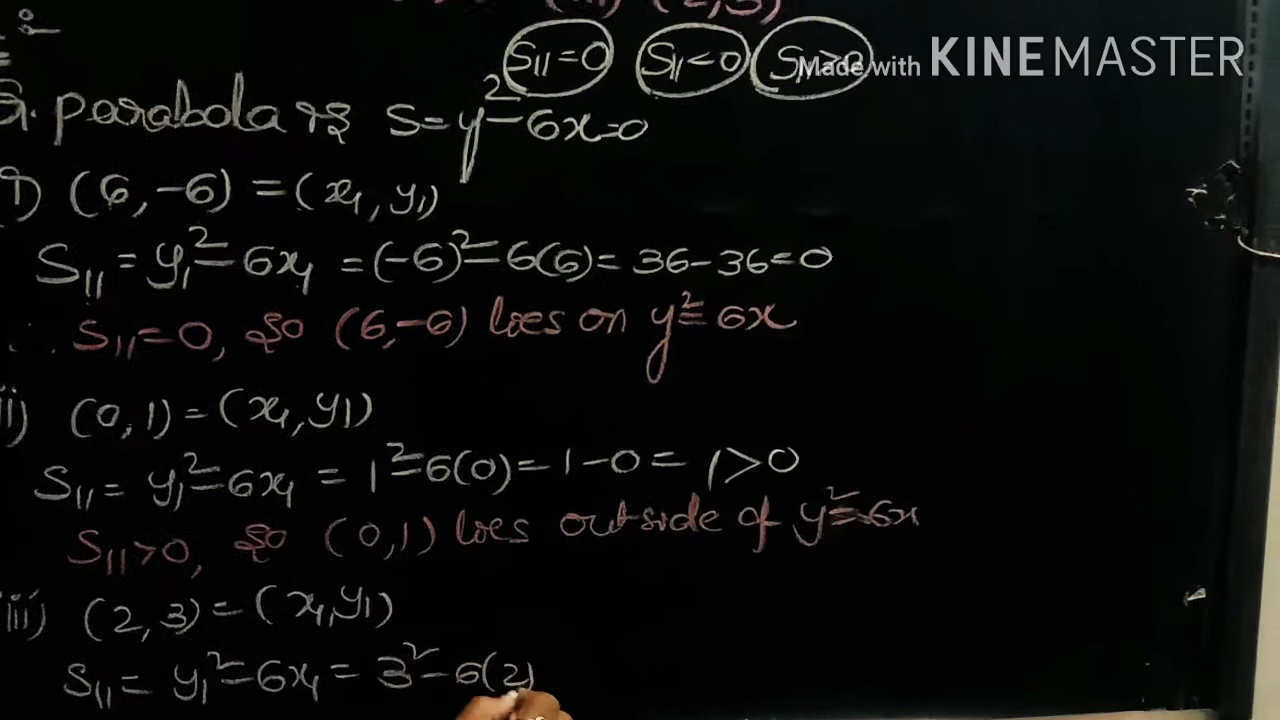 (2,3)
S₁₁=0 S₁₁<0 S₁₁>0
Made with KINEMASTER
parabola is S=y²-6x=0
i) (6,-6) = (x₁, y₁)
S₁₁ = y₁²-6x₁ = (-6)²-6(6) = 36-36=0
∴ S₁₁=0, so (6,-6) lies on y²=6x
ii) (0,1) = (x₁,y₁)
S₁₁ = y₁²-6x₁ = 1²-6(0) = 1-0 = 1>0
S₁₁>0, so (0,1) lies outside of y²=6x
iii) (2,3) = (x₁,y₁)
S₁₁ = y₁²-6x₁ = 3²-6(2)